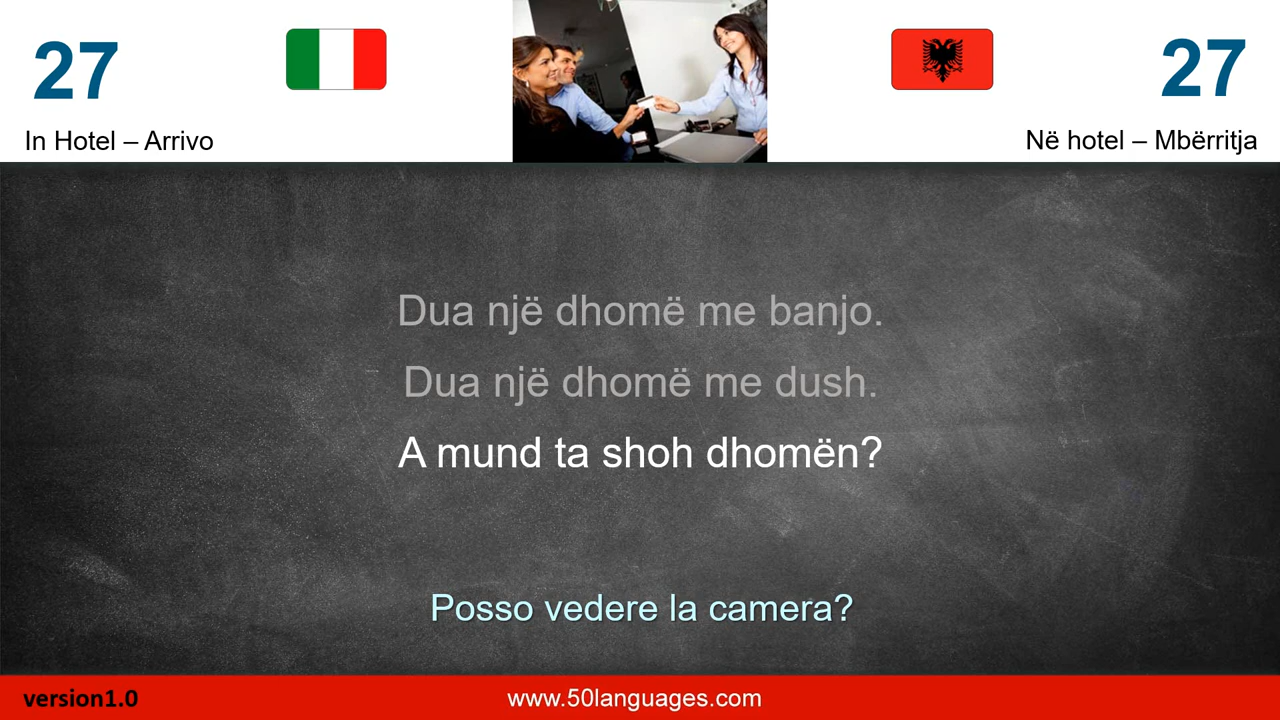 27
27
In Hotel – Arrivo
Në hotel – Mbërritja
Dua një dhomë me banjo.
Dua një dhomë me dush.
A mund ta shoh dhomën?
Posso vedere la camera?
version1.0
www.50languages.com